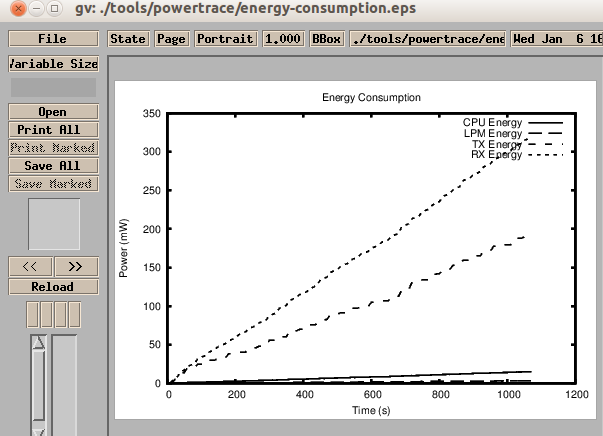 gv: ./tools/powertrace/energy-consumption.eps
File State Page Portrait 1.000 BBox ./tools/powertrace/ene Wed Jan 6 16
Variable Size
Open
Print All
Print Marked
Save All
Save Marked
<< >>
Reload
Energy Consumption
CPU Energy
LPM Energy
TX Energy
RX Energy
350
300
250
200
150
100
50
0
Power (mW)
0 200 400 600 800 1000 1200
Time (s)